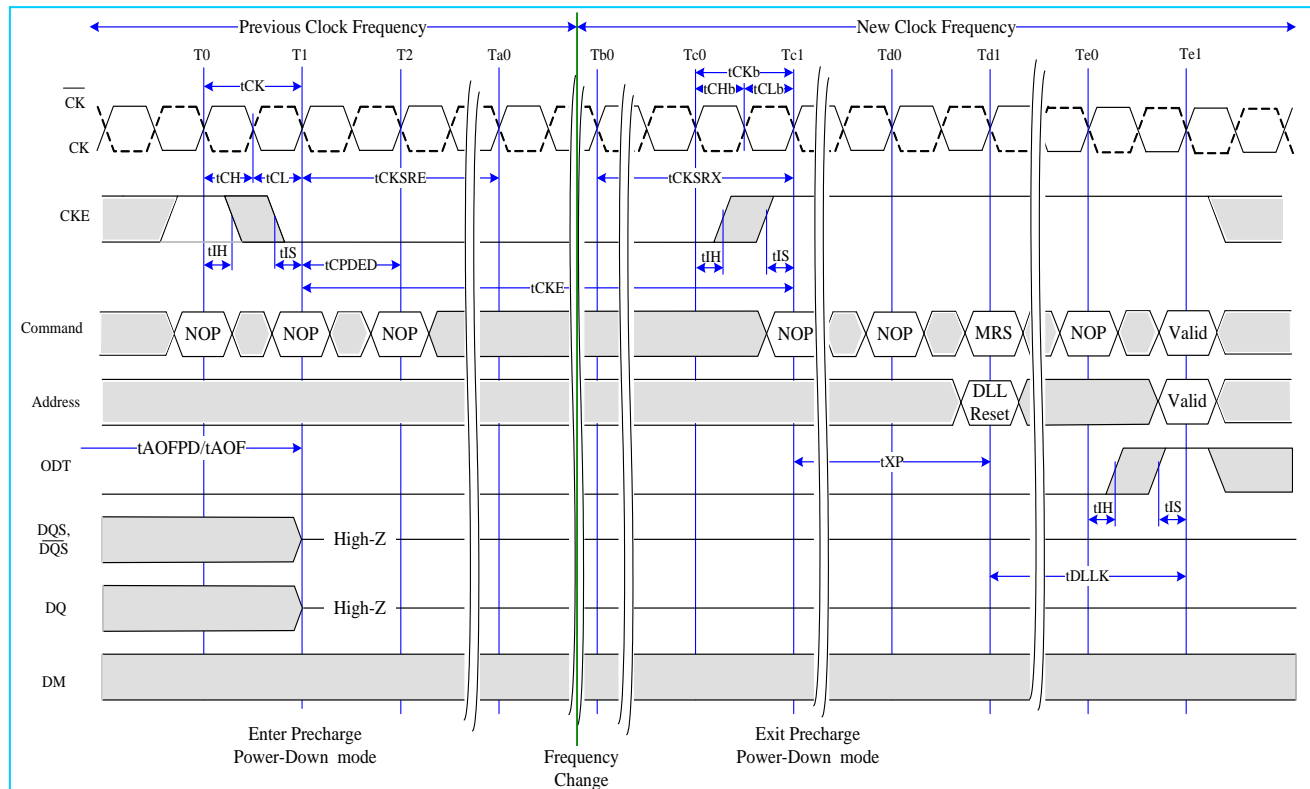 Previous Clock Frequency New Clock Frequency
T0 T1 T2 Ta0 Tb0 Tc0 Tc1 Td0 Td1 Te0 Te1
tCK tCKb
tCHb tCLb
CK
CK
tCH tCL tCKSRE tCKSRX
CKE
tIH tIS tCPDED tIH tIS
tCKE
Command NOP NOP NOP NOP NOP MRS NOP Valid
Address DLL Reset Valid
tAOFPD/tAOF
ODT tXP
tIH tIS
DQS, High-Z
DQS
tDLLK
DQ High-Z
DM
Enter Precharge Exit Precharge
Power-Down mode Frequency Power-Down mode
Change